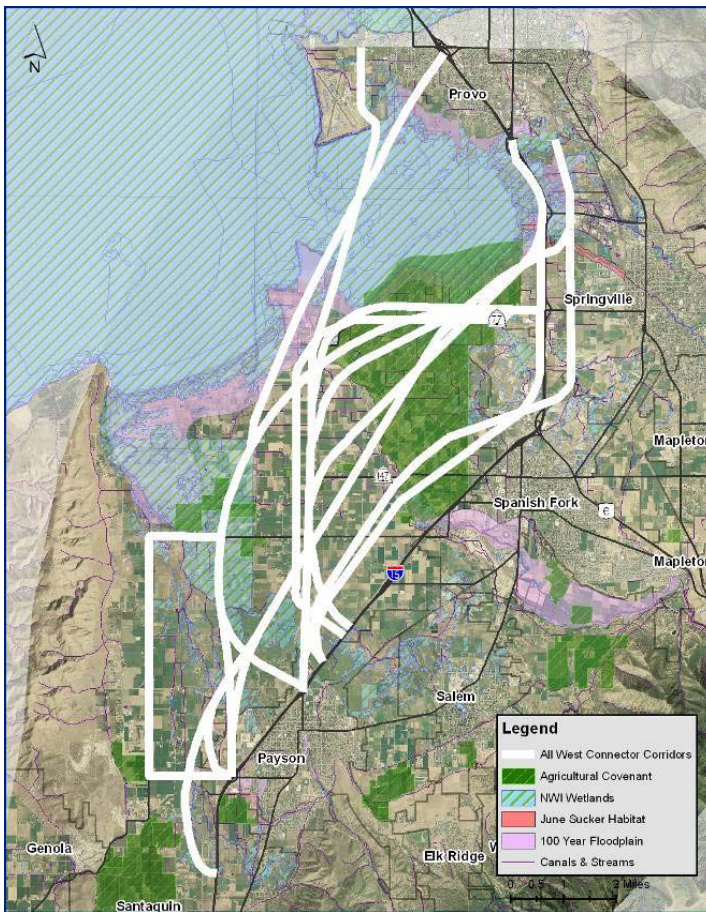 N
Provo
Springville
77
Mapleton
147
Spanish Fork
6
15
Mapleton
Salem
Payson
Genola
Elk Ridge
Santaquin
Legend
All West Connector Corridors
Agricultural Covenant
NWI Wetlands
June Sucker Habitat
100 Year Floodplain
Canals & Streams
0 0.5 1 2 Miles